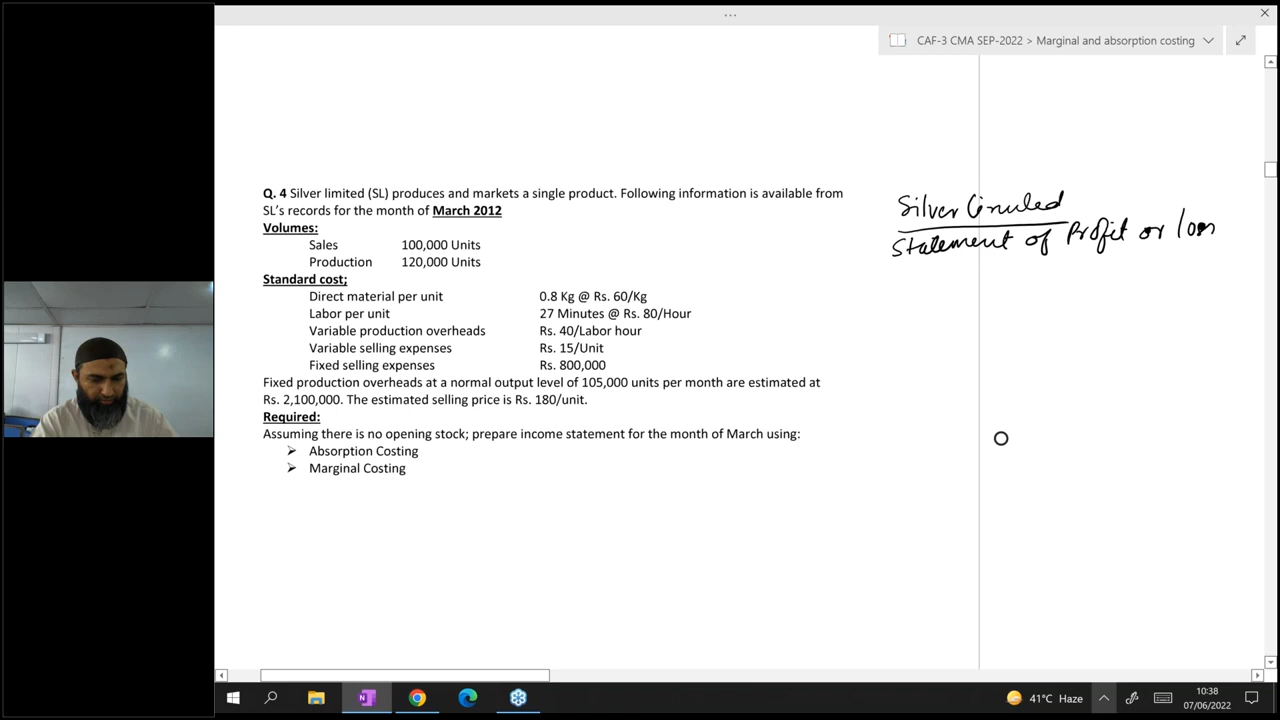 CAF-3 CMA SEP-2022 > Marginal and absorption costing
Q. 4 Silver limited (SL) produces and markets a single product. Following information is available from
SL's records for the month of March 2012
Volumes:
Sales 100,000 Units
Production 120,000 Units
Standard cost;
Direct material per unit 0.8 Kg @ Rs. 60/Kg
Labor per unit 27 Minutes @ Rs. 80/Hour
Variable production overheads Rs. 40/Labor hour
Variable selling expenses Rs. 15/Unit
Fixed selling expenses Rs. 800,000
Fixed production overheads at a normal output level of 105,000 units per month are estimated at
Rs. 2,100,000. The estimated selling price is Rs. 180/unit.
Required:
Assuming there is no opening stock; prepare income statement for the month of March using:
Absorption Costing
Marginal Costing
Silver Limited
Statement of Profit or loss
41°C Haze
10:38
07/06/2022